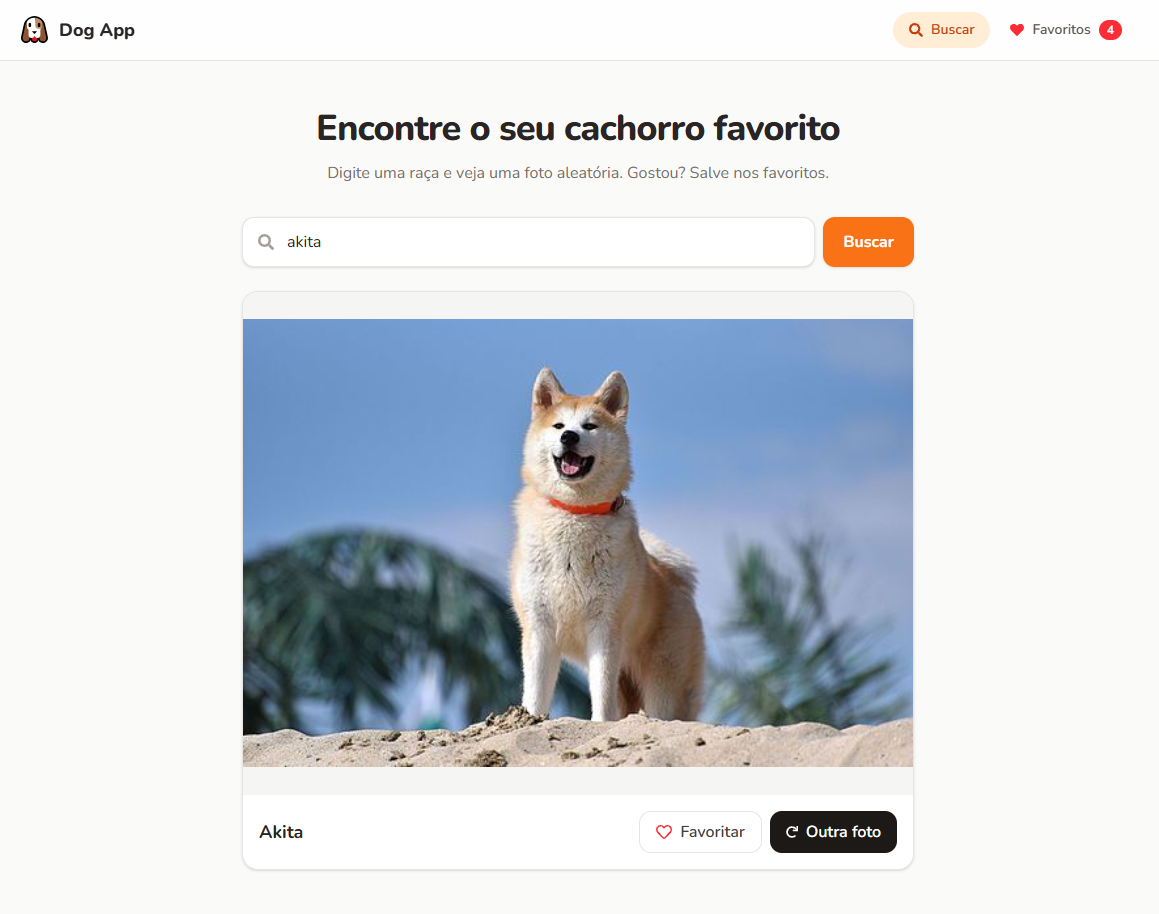 Dog App
Buscar
Favoritos 4
Encontre o seu cachorro favorito
Digite uma raça e veja uma foto aleatória. Gostou? Salve nos favoritos.
akita
Buscar
Akita
Favoritar
Outra foto